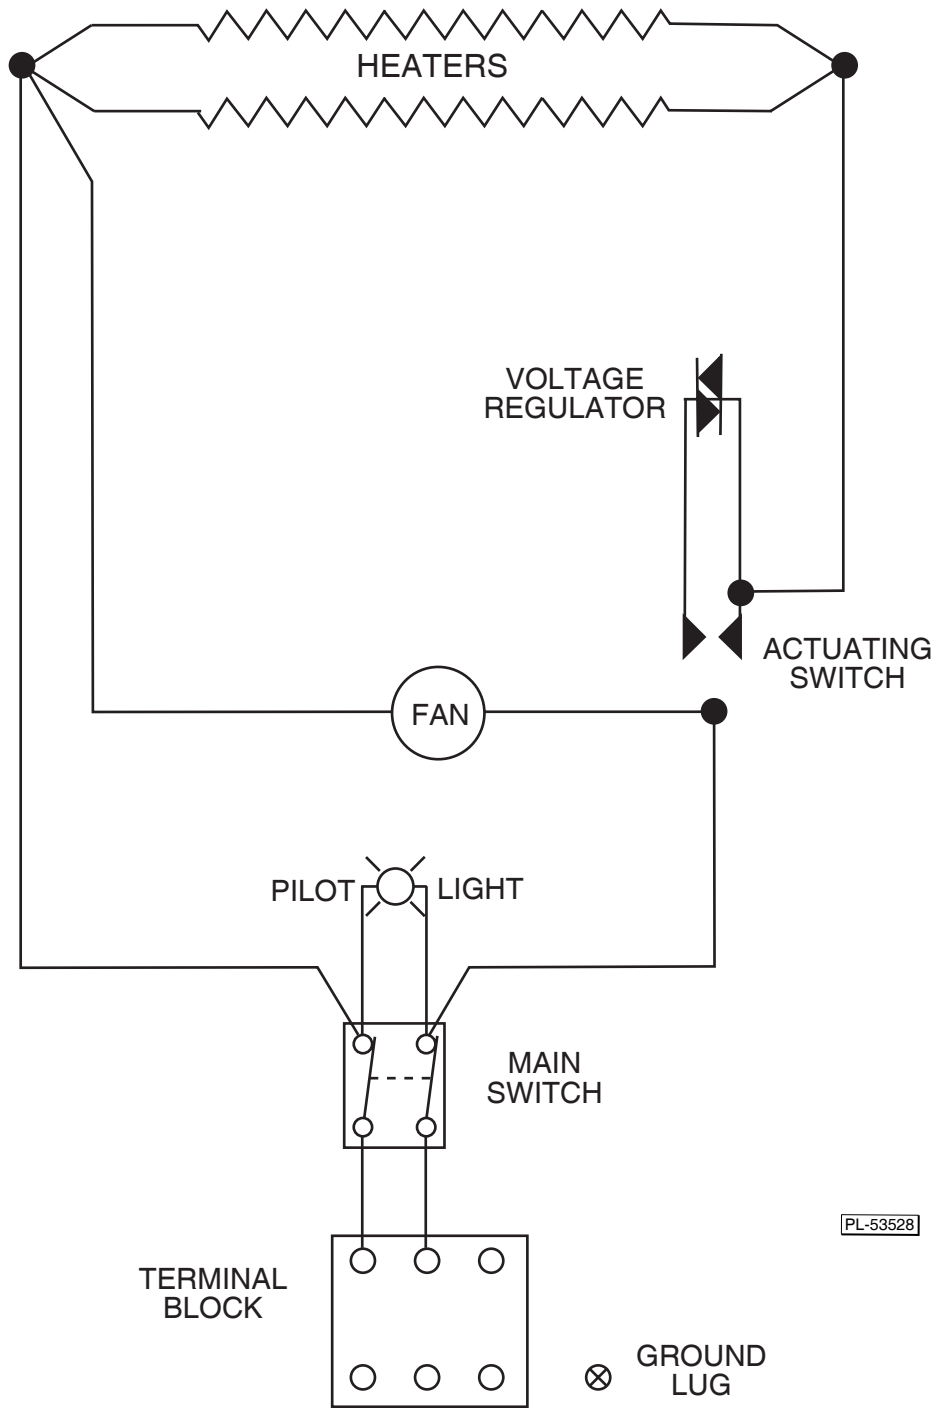 HEATERS
VOLTAGE
REGULATOR
ACTUATING
SWITCH
FAN
PILOT LIGHT
MAIN
SWITCH
PL-53528
TERMINAL
BLOCK
GROUND
LUG